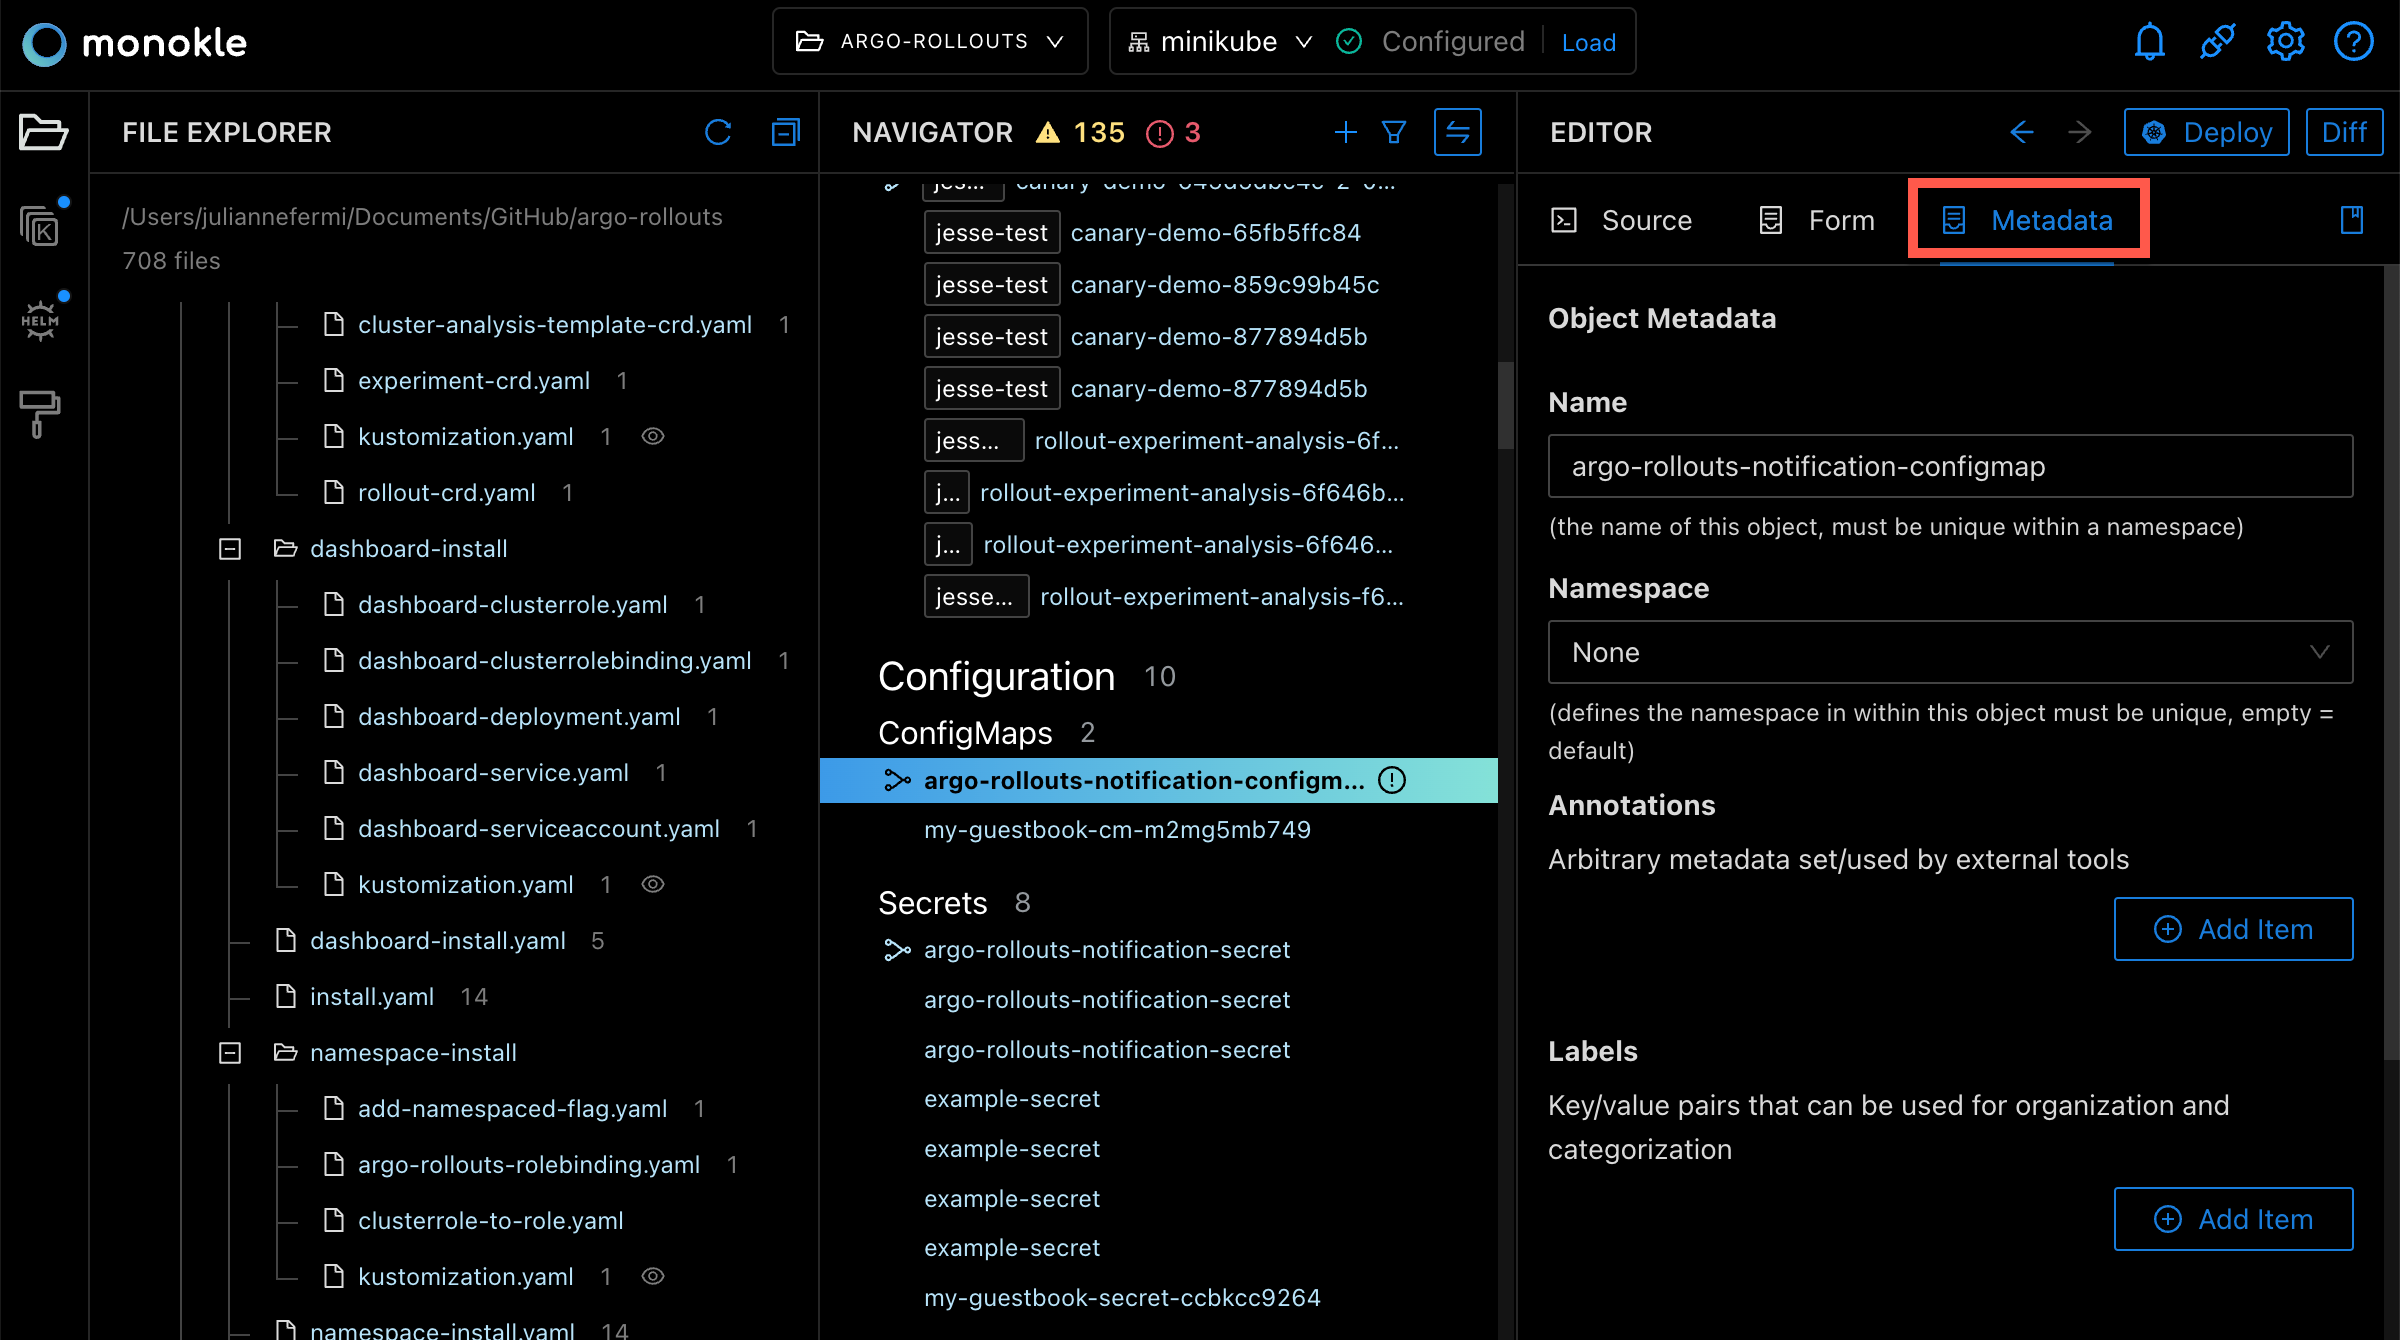 monokle
ARGO-ROLLOUTS
minikube
Configured
Load
FILE EXPLORER
/Users/juliannefermi/Documents/GitHub/argo-rollouts
708 files
cluster-analysis-template-crd.yaml 1
experiment-crd.yaml 1
kustomization.yaml 1
rollout-crd.yaml 1
dashboard-install
dashboard-clusterrole.yaml 1
dashboard-clusterrolebinding.yaml 1
dashboard-deployment.yaml 1
dashboard-service.yaml 1
dashboard-serviceaccount.yaml 1
kustomization.yaml 1
dashboard-install.yaml 5
install.yaml 14
namespace-install
add-namespaced-flag.yaml 1
argo-rollouts-rolebinding.yaml 1
clusterrole-to-role.yaml
kustomization.yaml 1
namespace-install.yaml 14
K
HELM
NAVIGATOR 135 3
jesse-test canary-demo-65fb5ffc84
jesse-test canary-demo-859c99b45c
jesse-test canary-demo-877894d5b
jesse-test canary-demo-877894d5b
jess... rollout-experiment-analysis-6f...
j... rollout-experiment-analysis-6f646b...
j... rollout-experiment-analysis-6f646...
jesse... rollout-experiment-analysis-f6...
Configuration 10
ConfigMaps 2
argo-rollouts-notification-configm...
my-guestbook-cm-m2mg5mb749
Secrets 8
argo-rollouts-notification-secret
argo-rollouts-notification-secret
argo-rollouts-notification-secret
example-secret
example-secret
example-secret
example-secret
my-guestbook-secret-ccbkcc9264
EDITOR
Deploy
Diff
Source
Form
Metadata
Object Metadata
Name
argo-rollouts-notification-configmap
(the name of this object, must be unique within a namespace)
Namespace
None
(defines the namespace in within this object must be unique, empty =
default)
Annotations
Arbitrary metadata set/used by external tools
Add Item
Labels
Key/value pairs that can be used for organization and
categorization
Add Item